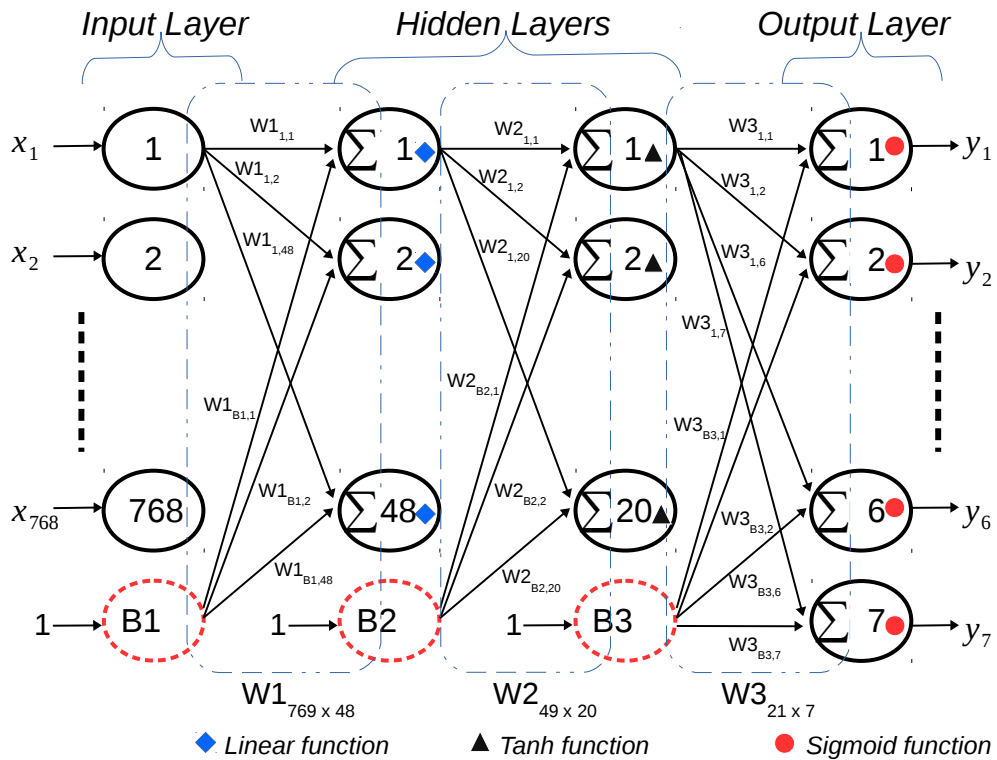 Input Layer Hidden Layers Output Layer
x1 1 W11,1 Σ 1 W21,1 Σ 1 W31,1 Σ 1 y1
W11,2 W21,2 W31,2
x2 2 W11,48 Σ 2 W21,20 Σ 2 W31,6 Σ 2 y2
W31,7
W1B1,1 W2B2,1 W3B3,1
x768 768 W1B1,2 Σ 48 W2B2,2 Σ 20 W3B3,2 Σ 6 y6
W1B1,48 W2B2,20 W3B3,6
1 B1 1 B2 1 B3 Σ 7 y7
W3B3,7
W1769 x 48 W249 x 20 W321 x 7
Linear function Tanh function Sigmoid function